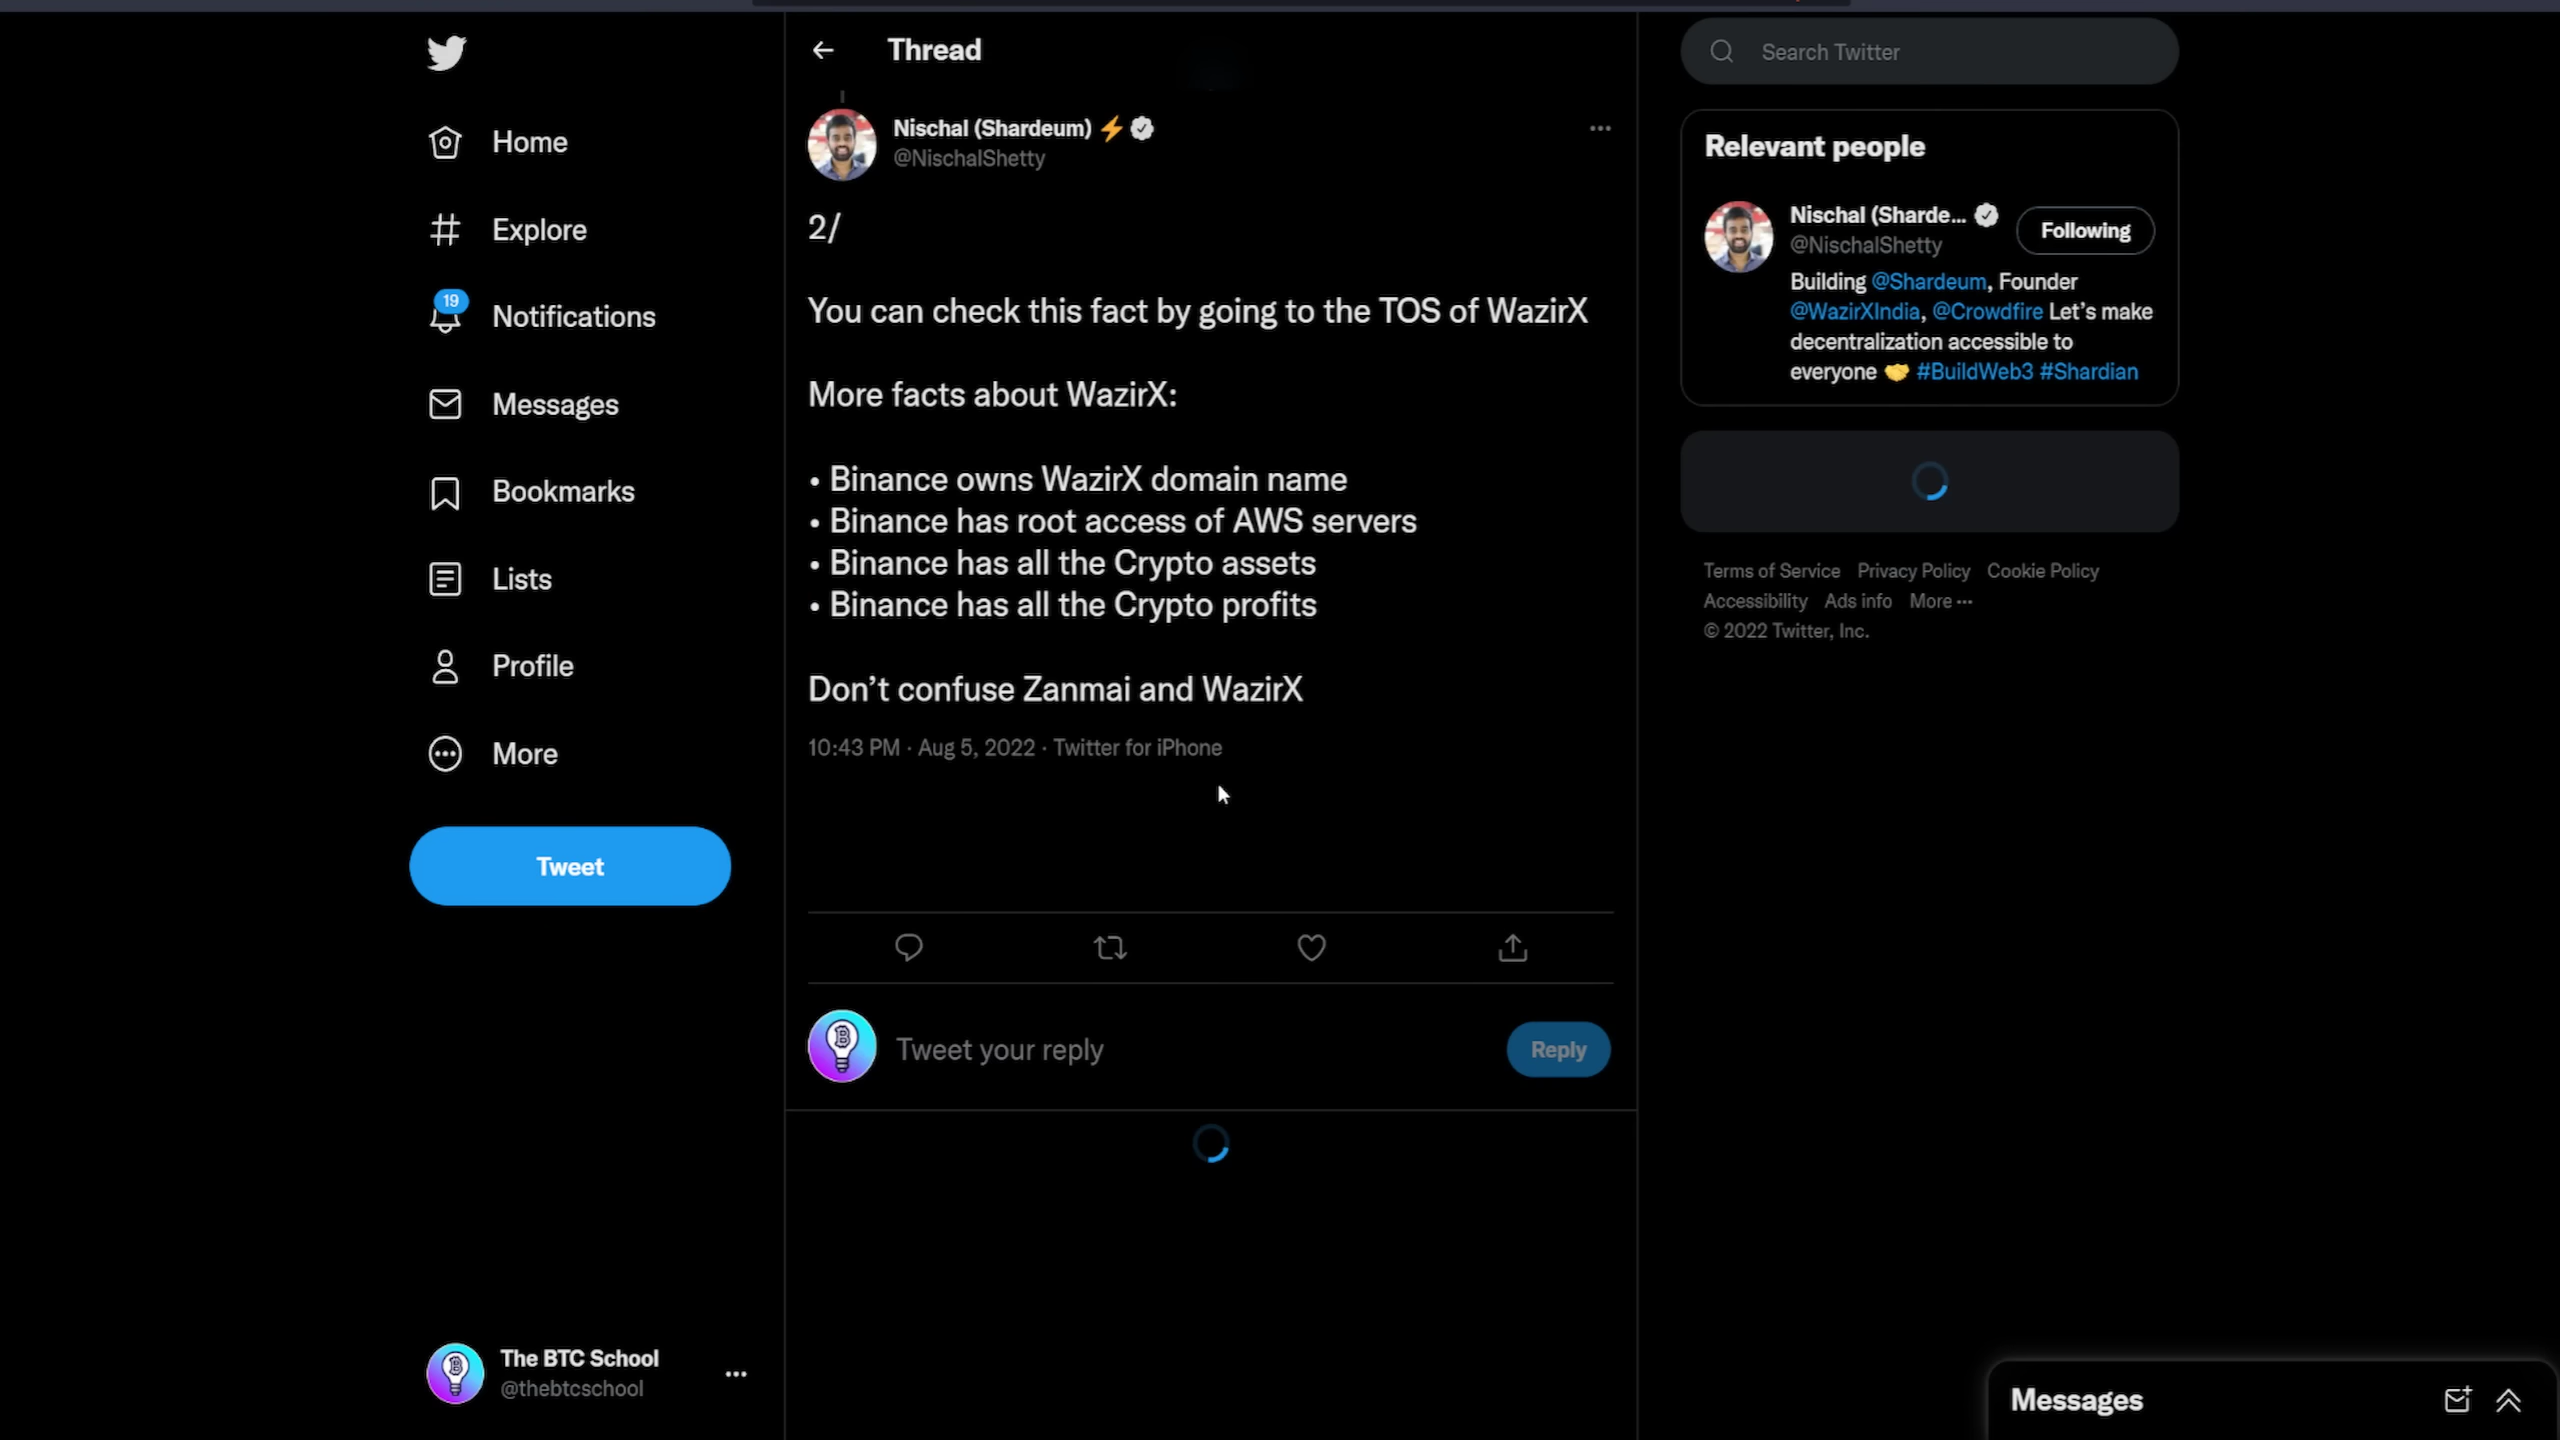 Thread
Search Twitter
Home
Explore
19
Notifications
Messages
Bookmarks
Lists
Profile
More
Tweet
The BTC School
@thebtcschool
Nischal (Shardeum) ⚡
@NischalShetty
2/
You can check this fact by going to the TOS of WazirX
More facts about WazirX:
• Binance owns WazirX domain name
• Binance has root access of AWS servers
• Binance has all the Crypto assets
• Binance has all the Crypto profits
Don’t confuse Zanmai and WazirX
10:43 PM · Aug 5, 2022 · Twitter for iPhone
Tweet your reply
Reply
Relevant people
Nischal (Sharde...
@NischalShetty
Following
Building @Shardeum, Founder
@WazirXIndia, @Crowdfire Let’s make
decentralization accessible to
everyone 🤝 #BuildWeb3 #Shardian
Terms of Service Privacy Policy Cookie Policy
Accessibility Ads info More ···
© 2022 Twitter, Inc.
Messages